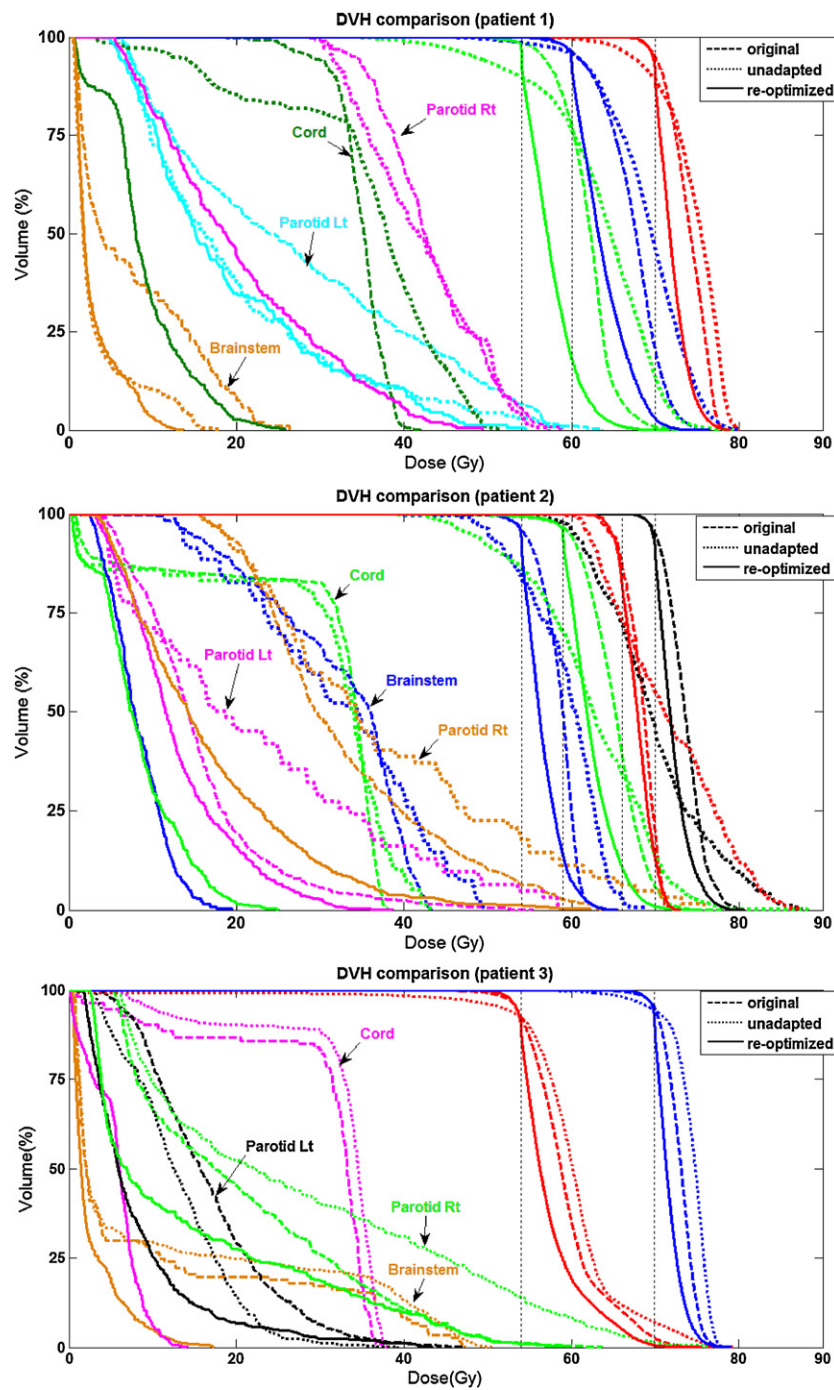 DVH comparison (patient 1)
100
75
50
25
0
Volume (%)
original
unadapted
re-optimized
Parotid Rt
Cord
Parotid Lt
Brainstem
0
20
40
60
80
90
Dose (Gy)
DVH comparison (patient 2)
100
75
50
25
0
Volume (%)
original
unadapted
re-optimized
Cord
Parotid Lt
Brainstem
Parotid Rt
0
20
40
60
80
90
Dose (Gy)
DVH comparison (patient 3)
100
75
50
25
0
Volume(%)
original
unadapted
re-optimized
Cord
Parotid Lt
Parotid Rt
Brainstem
0
20
40
60
80
90
Dose(Gy)